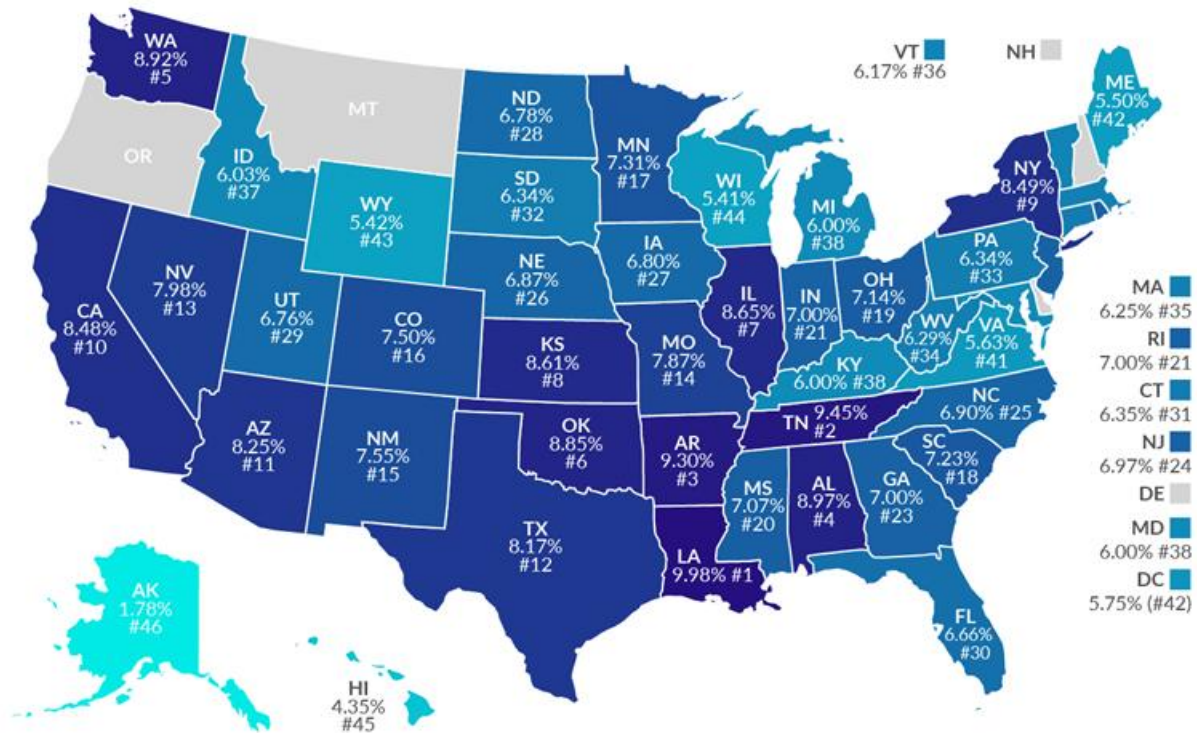 WA
8.92%
#5
VT
6.17% #36
NH
ME
5.50%
#42
MT
ND
6.78%
#28
MN
7.31%
#17
OR
ID
6.03%
#37
WY
5.42%
#43
SD
6.34%
#32
WI
5.41%
#44
MI
6.00%
#38
NY
8.49%
#9
NV
7.98%
#13
UT
6.76%
#29
NE
6.87%
#26
IA
6.80%
#27
PA
6.34%
#33
CA
8.48%
#10
CO
7.50%
#16
KS
8.61%
#8
MO
7.87%
#14
IL
8.65%
#7
IN
7.00%
#21
OH
7.14%
#19
WV
6.29%
#34
VA
5.63%
#41
KY
6.00% #38
MA
6.25% #35
RI
7.00% #21
CT
6.35% #31
NJ
6.97% #24
DE
MD
6.00% #38
DC
5.75% (#42)
AZ
8.25%
#11
NM
7.55%
#15
OK
8.85%
#6
AR
9.30%
#3
TN 9.45%
#2
NC
6.90% #25
SC
7.23%
#18
TX
8.17%
#12
LA
9.98% #1
MS
7.07%
#20
AL
8.97%
#4
GA
7.00%
#23
FL
6.66%
#30
AK
1.78%
#46
HI
4.35%
#45